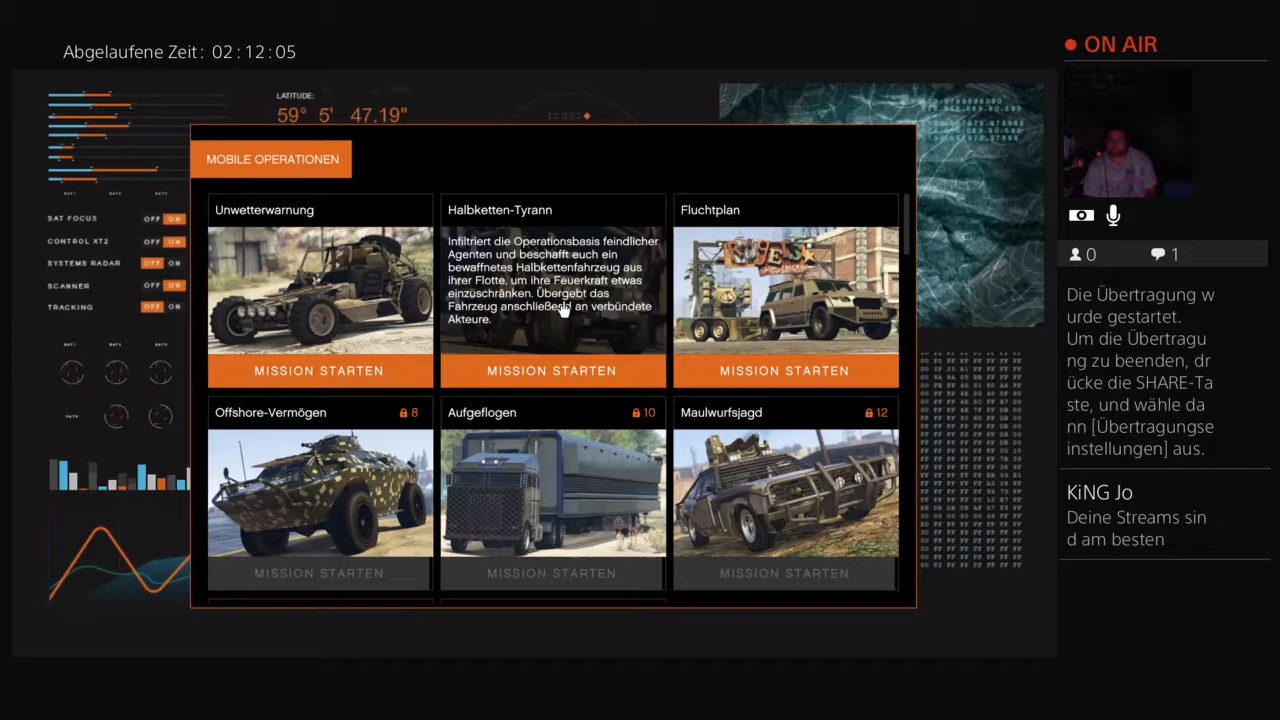 Abgelaufene Zeit: 02:12:05
ON AIR
LATITUDE:
59° 5' 47.19"
MOBILE OPERATIONEN
Unwetterwarnung
Halbketten-Tyrann
Fluchtplan
Infiltriert die Operationsbasis feindlicher
Agenten und beschafft euch ein
bewaffnetes Halbkettenfahrzeug aus
ihrer Flotte, um ihre Feuerkraft etwas
einzuschränken. Übergebt das
Fahrzeug anschließend an verbündete
Akteure.
MISSION STARTEN
MISSION STARTEN
MISSION STARTEN
Offshore-Vermögen 8
Aufgeflogen 10
Maulwurfsjagd 12
MISSION STARTEN
MISSION STARTEN
MISSION STARTEN
SAT FOCUS OFF ON
CONTROL XT2 OFF ON
SYSTEMS RADAR OFF ON
SCANNER OFF ON
TRACKING OFF ON
0
1
Die Übertragung w
urde gestartet.
Um die Übertragu
ng zu beenden, dr
ücke die SHARE-Ta
ste, und wähle da
nn [Übertragungse
instellungen] aus.
KiNG Jo
Deine Streams sin
d am besten